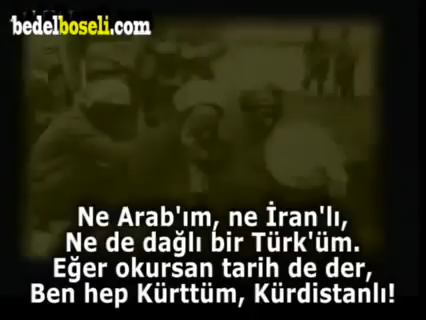 bedelboseli.com
Ne Arab'ım, ne İran'lı,
Ne de dağlı bir Türk'üm.
Eğer okursan tarih de der,
Ben hep Kürttüm, Kürdistanlı!